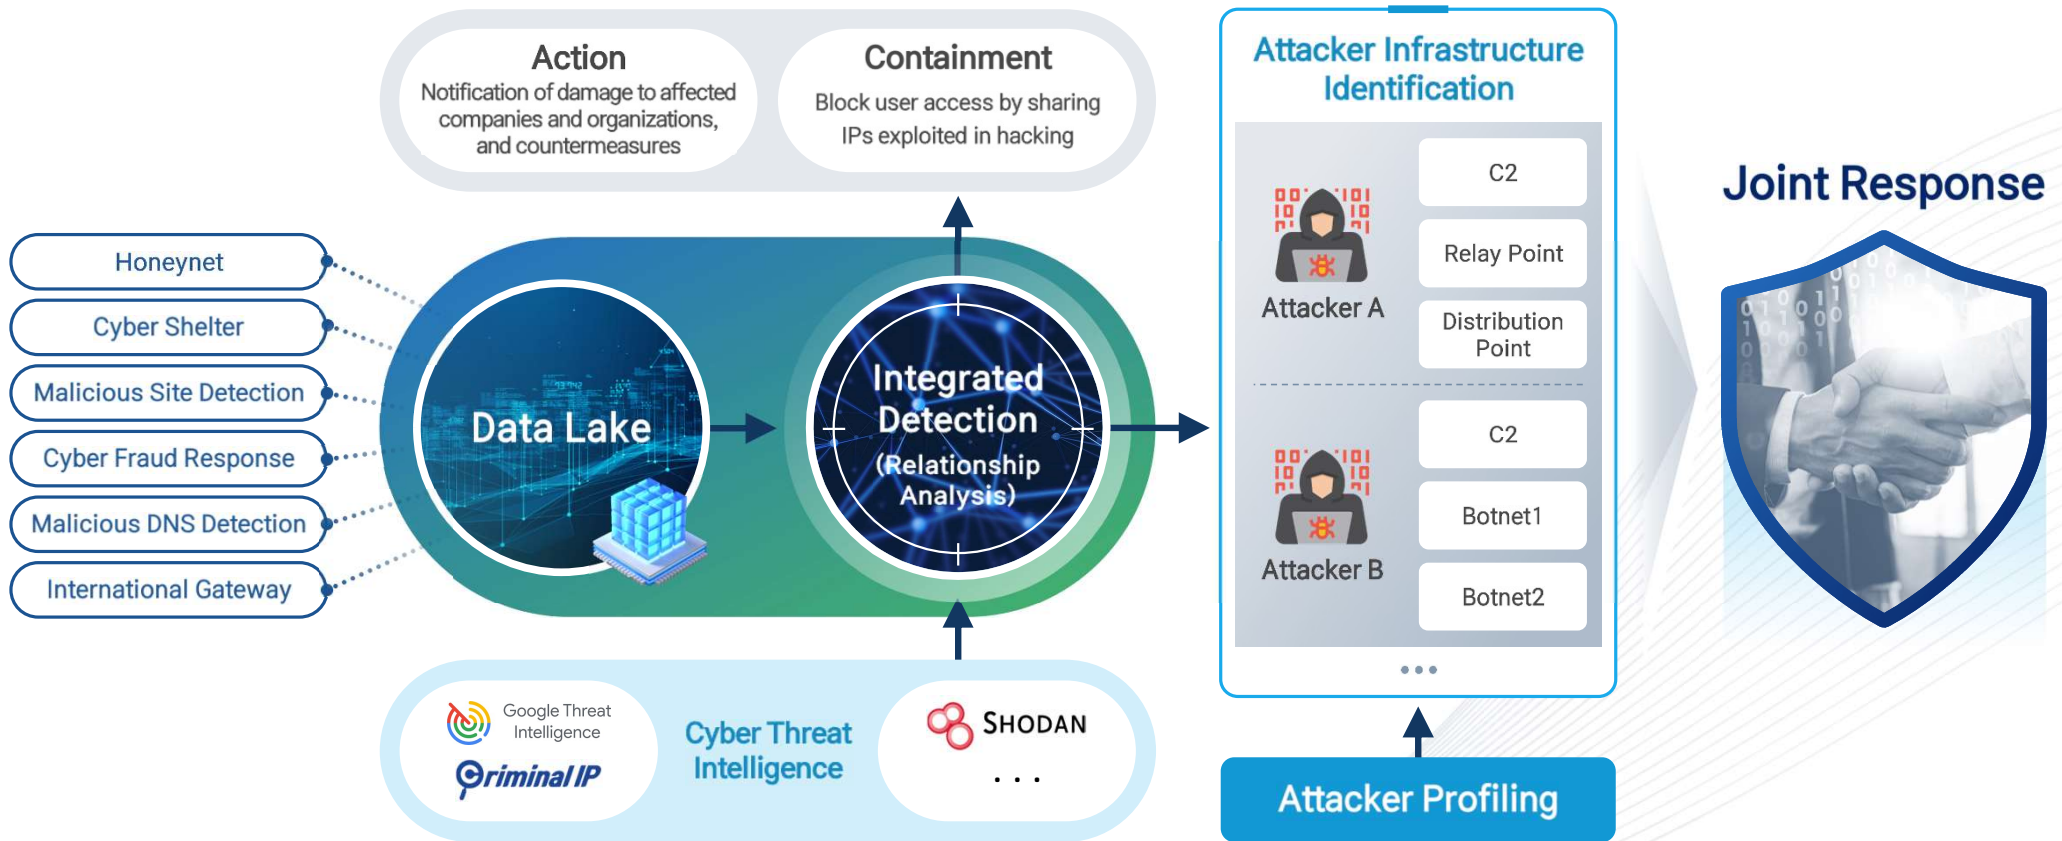 Action
Notification of damage to affected
companies and organizations,
and countermeasures
Containment
Block user access by sharing
IPs exploited in hacking
Honeynet
Cyber Shelter
Malicious Site Detection
Cyber Fraud Response
Malicious DNS Detection
International Gateway
Data Lake
Integrated
Detection
(Relationship
Analysis)
Google Threat
Intelligence
Criminal IP
Cyber Threat
Intelligence
SHODAN
...
Attacker Infrastructure
Identification
Attacker A
C2
Relay Point
Distribution
Point
Attacker B
C2
Botnet1
Botnet2
...
Attacker Profiling
Joint Response